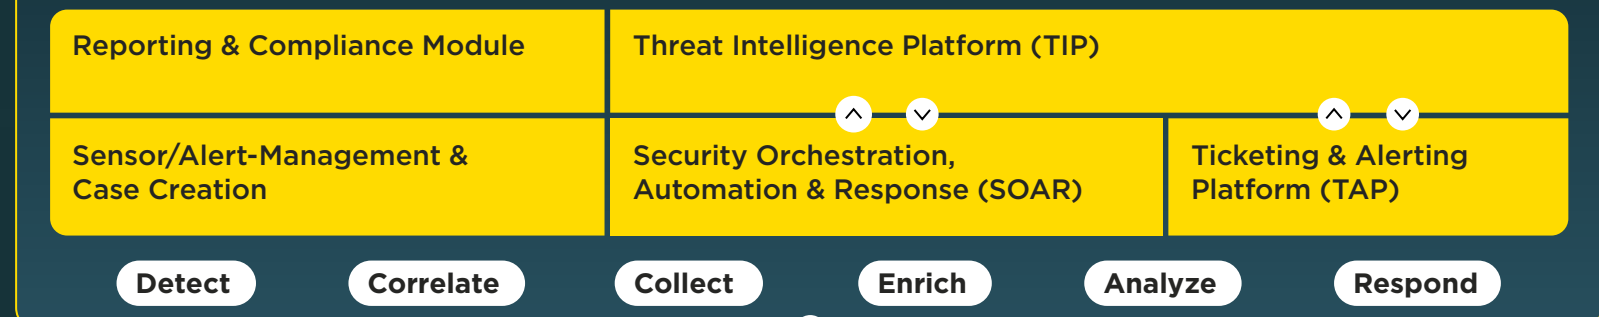 Reporting & Compliance Module
Threat Intelligence Platform (TIP)
Sensor/Alert-Management &
Case Creation
Security Orchestration,
Automation & Response (SOAR)
Ticketing & Alerting
Platform (TAP)
Detect
Correlate
Collect
Enrich
Analyze
Respond